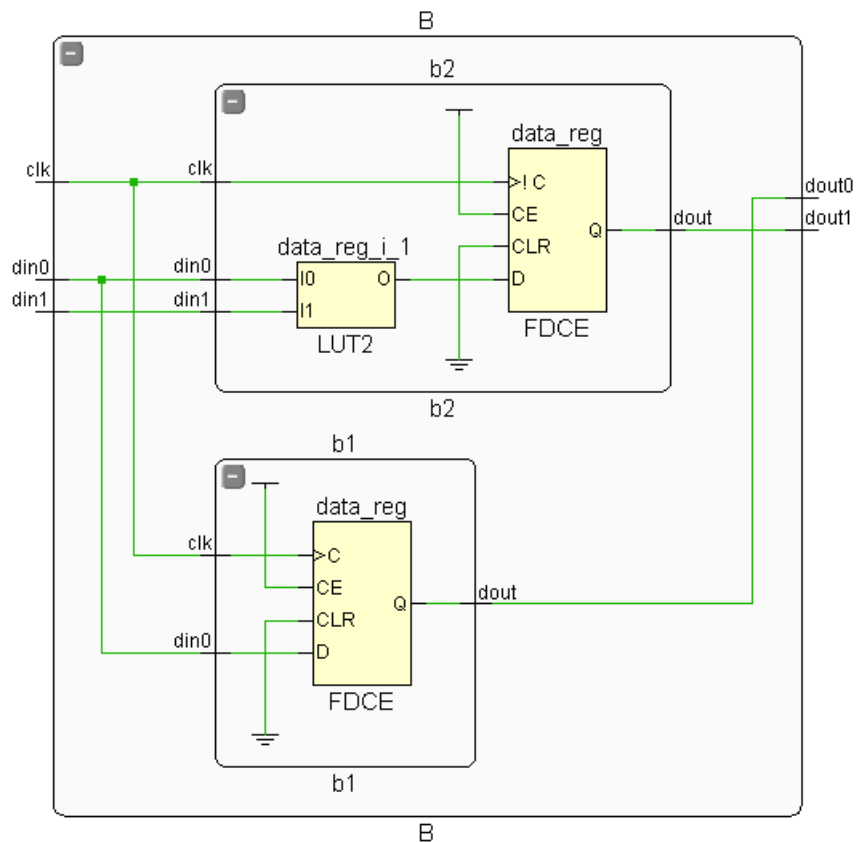 B
b2
data_reg
clk
clk
>! C
CE
dout0
dout
dout1
Q
data_reg_i_1
CLR
din0
din0
I0
O
D
din1
din1
I1
LUT2
FDCE
b2
b1
data_reg
clk
>C
CE
dout
Q
CLR
din0
D
FDCE
b1
B